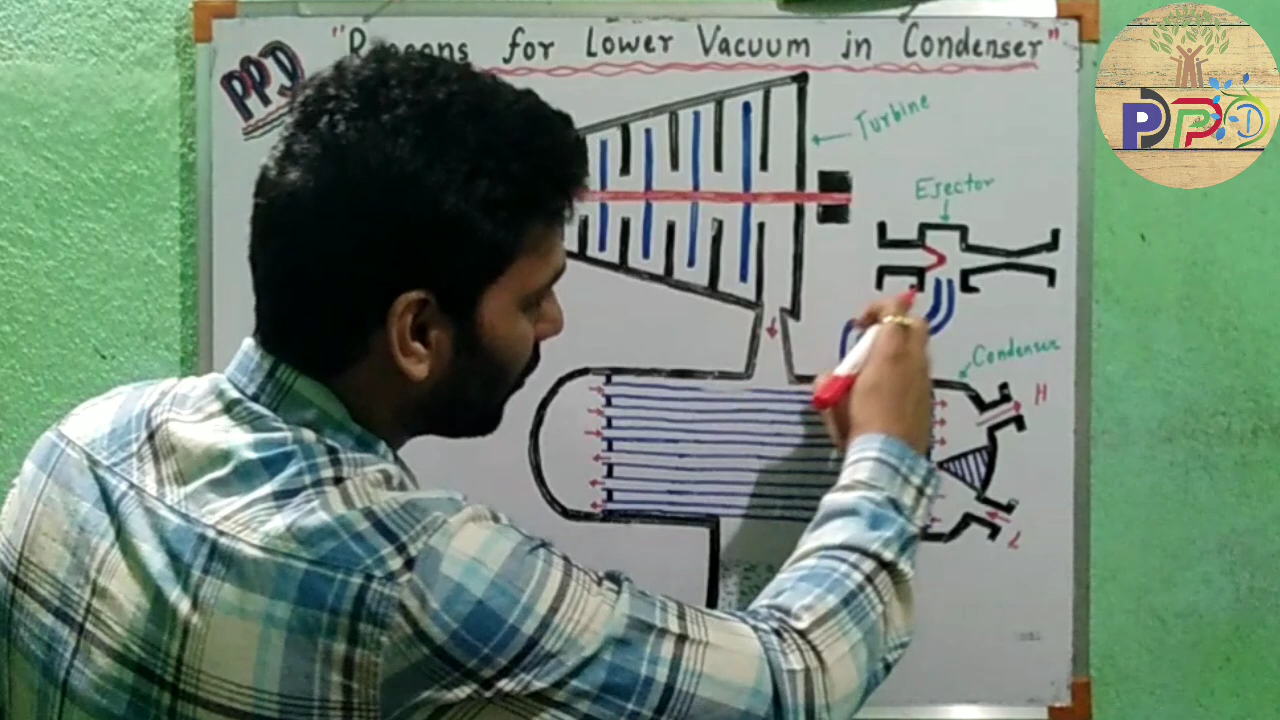 "Reasons for Lower Vacuum in Condenser"
PPD
Turbine
Ejector
Condenser
H
L
PPD